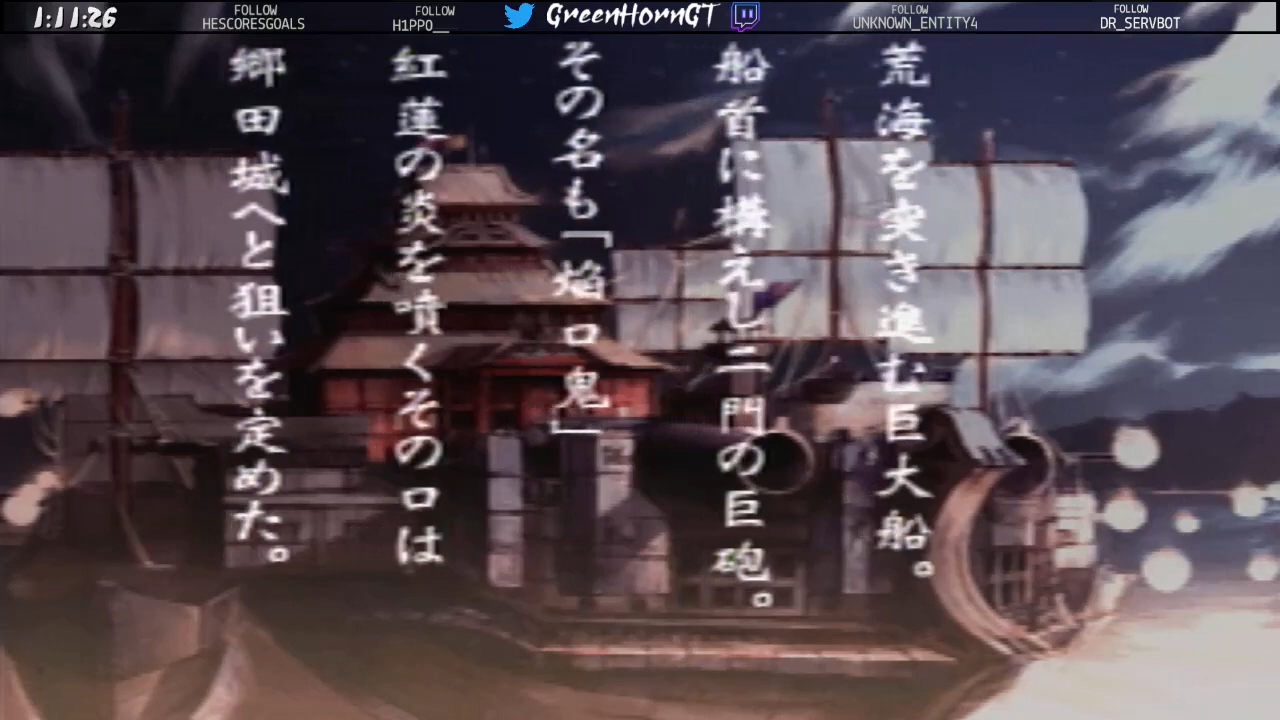 1:11:26
FOLLOW
HESCORESGOALS
FOLLOW
H1PPO__
GreenHornGT
FOLLOW
UNKNOWN_ENTITY4
FOLLOW
DR_SERVBOT
荒海を突き進む巨大船。
船首に構えし二門の巨砲。
その名も「焔口鬼」
紅蓮の炎を噴くその口は
郷田城へと狙いを定めた。